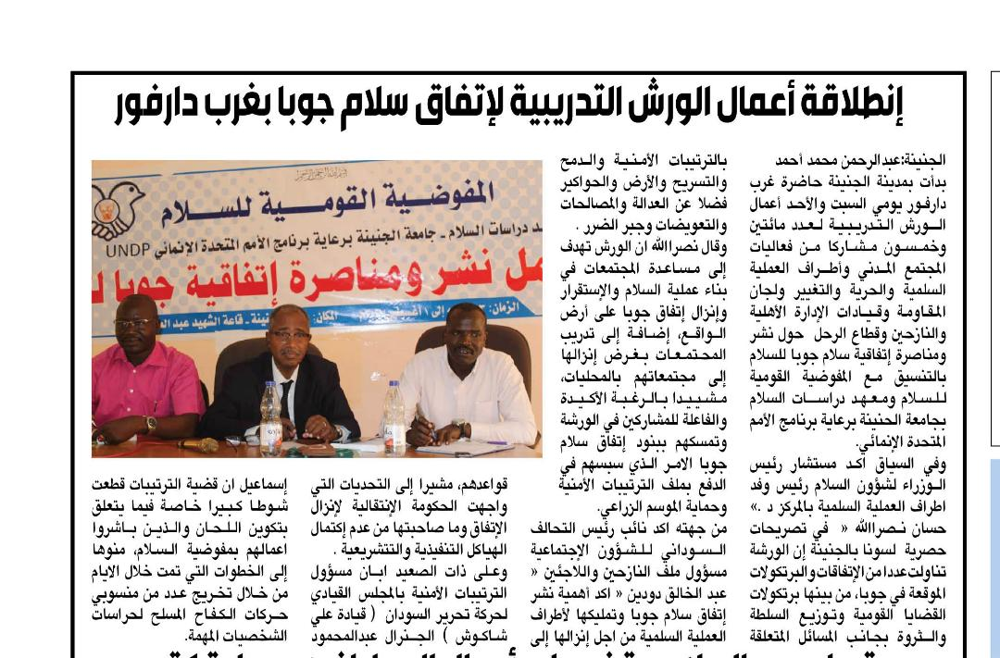 إنطلاقة أعمال الورش التدريبية لإتفاق سلام جوبا بغرب دارفور
الجنينة:عبدالرحمن محمد أحمد
بدأت بمدينة الجنينة حاضرة غرب
دارفور يومي السبت والأحد أعمال
الورش التدريبية لعدد مائتين
وخمسون مشاركا من فعاليات
المجتمع المدني وأطراف العملية
السلمية والحرية والتغيير ولجان
المقاومة وقيادات الإدارة الأهلية
والنازحين وقطاع الرحل حول نشر
ومناصرة إتفاقية سلام جوبا للسلام
بالتنسيق مع المفوضية القومية
للسلام ومعهد دراسات السلام
بجامعة الجنينة برعاية برنامج الأمم
المتحدة الإنمائي.
وفي السياق اكد مستشار رئيس
الوزراء لشؤون السلام رئيس وفد
اطراف العملية السلمية بالمركز د .»
حسان نصرالله « في تصريحات
حصرية لسونا بالجنينة إن الورشة
تناولت عددا من الإتفاقات والبرتكولات
الموقعة في جوبا، من بينها برتكولات
القضايا القومية وتوزيع السلطة
والثروة بجانب المسائل المتعلقة
بالترتيبات الأمنية والدمج
والتسريح والأرض والحواكير
فضلا عن العدالة والمصالحات
والتعويضات وجبر الضرر .
وقال نصرالله ان الورش تهدف
إلى مساعدة المجتمعات في
بناء عملية السلام والإستقرار
وإنزال إتفاق جوبا على أرض
الواقع، إضافة إلى تدريب
المجتمعات بغرض إنزالها
إلى مجتمعاتهم بالمحليات،
مشييدا بالرغبة الأكيدة
والفاعلة للمشاركين في الورشة
وتمسكهم ببنود إتفاق سلام
جوبا الامر الذي سيسهم في
الدفع بملف الترتيبات الأمنية
وحماية الموسم الزراعي.
من جهته اكد نائب رئيس التحالف
السوداني للشؤون الإجتماعية
مسؤول ملف النازحين واللاجئين «
عبد الخالق دودين « اكد أهمية نشر
إتفاق سلام جوبا وتمليكها لأطراف
العملية السلمية من اجل إنزالها إلى
قواعدهم، مشيرا إلى التحديات التي
واجهت الحكومة الإنتقالية لإنزال
الإتفاق وما صاحبتها من عدم إكتمال
الهياكل التنفيذية والتتشريعية .
وعلى ذات الصعيد ابان مسؤول
الترتيبات الأمنية بالمجلس القيادي
لحركة تحرير السودان ( قيادة علي
شاكوش ) الجنرال عبدالمحمود
إسماعيل ان قضية الترتيبات قطعت
شوطا كبيرا خاصة فيما يتعلق
بتكوين اللجان والذين باشروا
اعمالهم بمفوضية السلام، منوها
إلى الخطوات التي تمت خلال الايام
من خلال تخريج عدد من منسوبي
حركات الكفاح المسلح لحراسات
الشخصيات المهمة.
المفوضية القومية للسلام
د دراسات السلام - جامعة الجنينة برعاية برنامج الأمم المتحدة الإنمائي UNDP
مل نشر ومناصرة إتفاقية جوبا لـ
الزمان: إلى ١ أغسطس المكان: نينة - قاعة الشهيد عبد